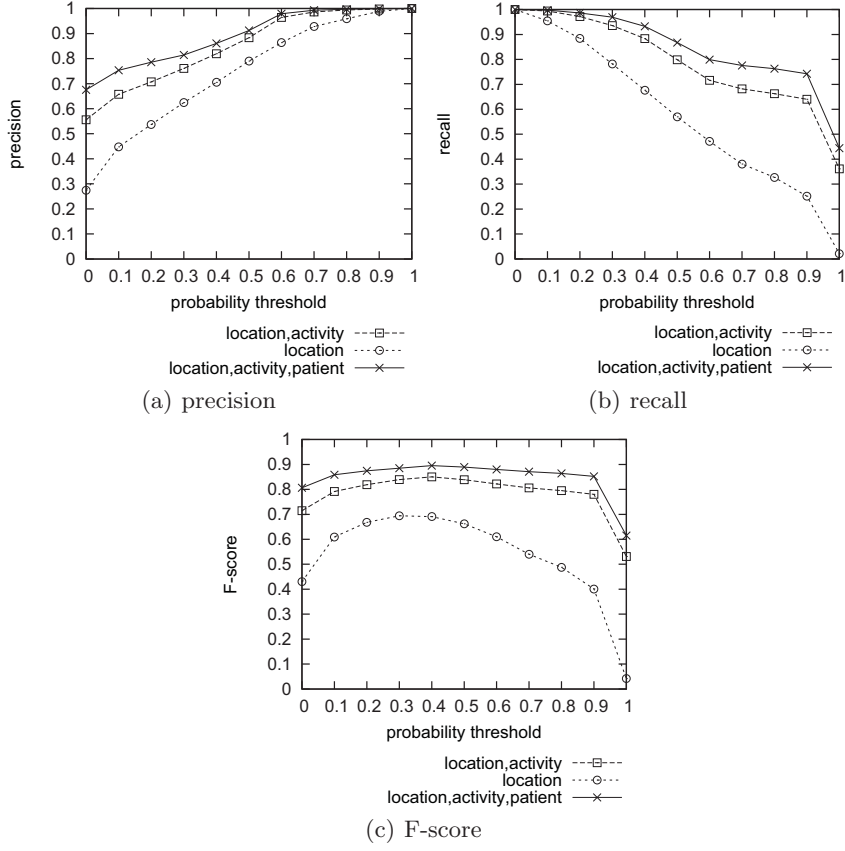 1
0.9
0.8
0.7
0.6
0.5
0.4
0.3
0.2
0.1
0
precision
0 0.1 0.2 0.3 0.4 0.5 0.6 0.7 0.8 0.9 1
probability threshold
location,activity
location
location,activity,patient
(a) precision
1
0.9
0.8
0.7
0.6
0.5
0.4
0.3
0.2
0.1
0
recall
0 0.1 0.2 0.3 0.4 0.5 0.6 0.7 0.8 0.9 1
probability threshold
location,activity
location
location,activity,patient
(b) recall
1
0.9
0.8
0.7
0.6
0.5
0.4
0.3
0.2
0.1
0
F-score
0 0.1 0.2 0.3 0.4 0.5 0.6 0.7 0.8 0.9 1
probability threshold
location,activity
location
location,activity,patient
(c) F-score